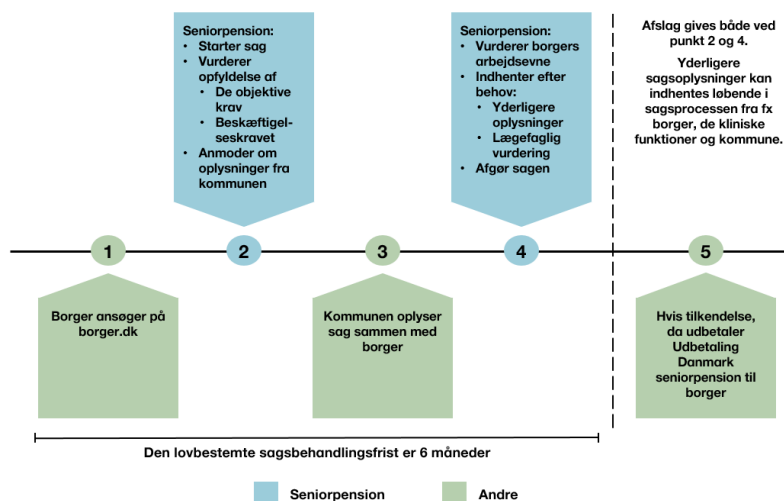 Seniorpension:
• Starter sag
• Vurderer
opfyldelse af
• De objektive
krav
• Beskæftigel-
seskravet
• Anmoder om
oplysninger fra
kommunen
Seniorpension:
• Vurderer borgers
arbejdsevne
• Indhenter efter
behov:
• Yderligere
oplysninger
• Lægefaglig
vurdering
• Afgør sagen
Afslag gives både ved
punkt 2 og 4.
Yderligere
sagsoplysninger kan
indhentes løbende i
sagsprocessen fra fx
borger, de kliniske
funktioner og kommune.
1
2
3
4
5
Borger ansøger på
borger.dk
Kommunen oplyser
sag sammen med
borger
Hvis tilkendelse,
da udbetaler
Udbetaling
Danmark
seniorpension til
borger
Den lovbestemte sagsbehandlingsfrist er 6 måneder
Seniorpension
Andre